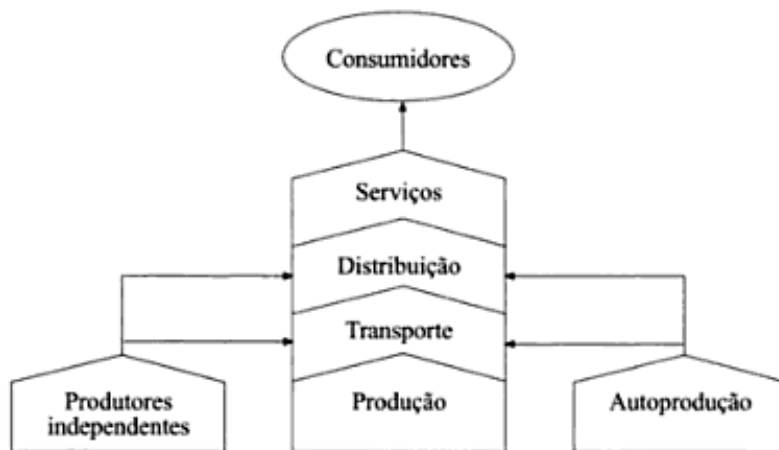 Consumidores
Serviços
Distribuição
Transporte
Produtores
independentes
Produção
Autoprodução